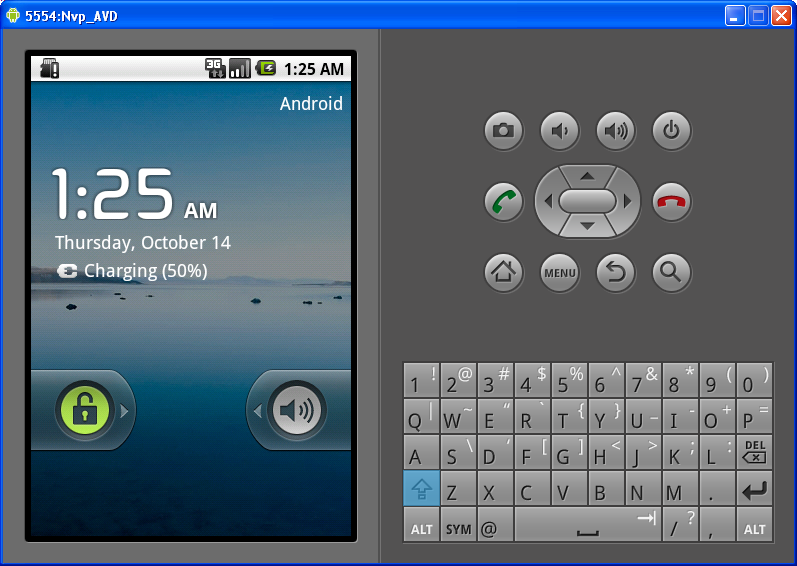 5554:Nvp_AVD
3G 1:25 AM
Android
1:25 AM
Thursday, October 14
Charging (50%)
MENU
1 ! 2 @ 3 # 4 $ 5 % 6 ^ 7 & 8 * 9 ( 0 )
Q | W ~ E “ R ` T { Y } U _ I - O + P =
A S \ D ‘ F [ G ] H < J > K ; L : DEL
Z X C V B N M .
ALT SYM @ / ? , ALT